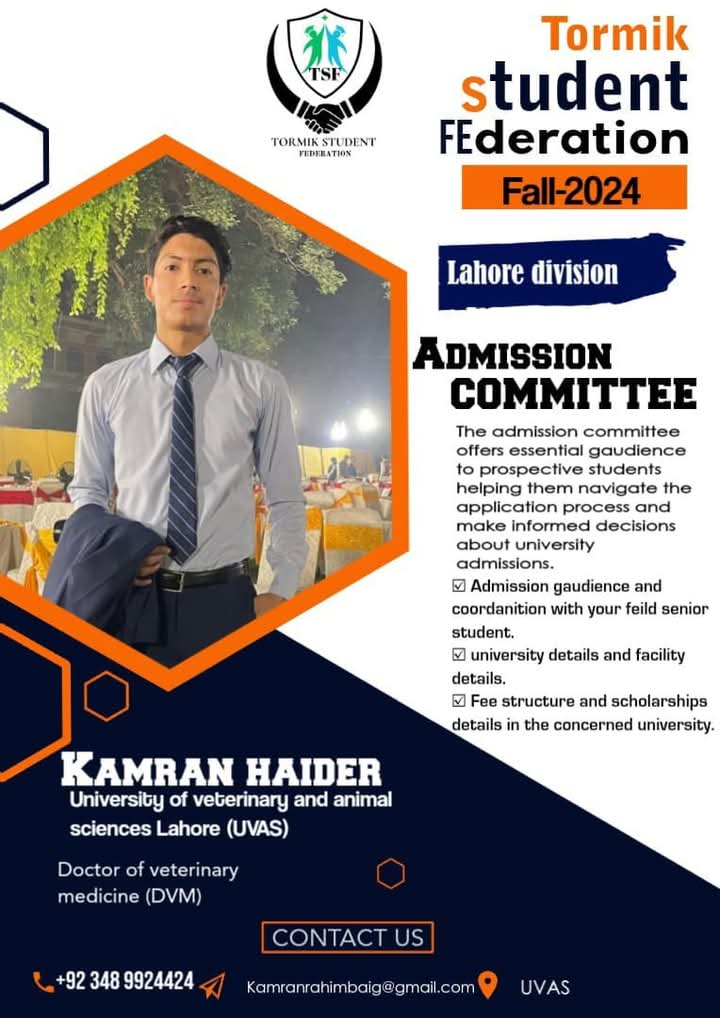 TSF
TORMIK STUDENT
FEDERATION
Tormik
student
FEderation
Fall-2024
Lahore division
ADMISSION
COMMITTEE
The admission committee
offers essential gaudience
to prospective students
helping them navigate the
application process and
make informed decisions
about university
admissions.
☑ Admission gaudience and
coordanition with your feild senior
student.
☑ university details and facility
details.
☑ Fee structure and scholarships
details in the concerned university.
KAMRAN HAIDER
University of veterinary and animal
sciences Lahore (UVAS)
Doctor of veterinary
medicine (DVM)
CONTACT US
+92 348 9924424 Kamranrahimbaig@gmail.com UVAS